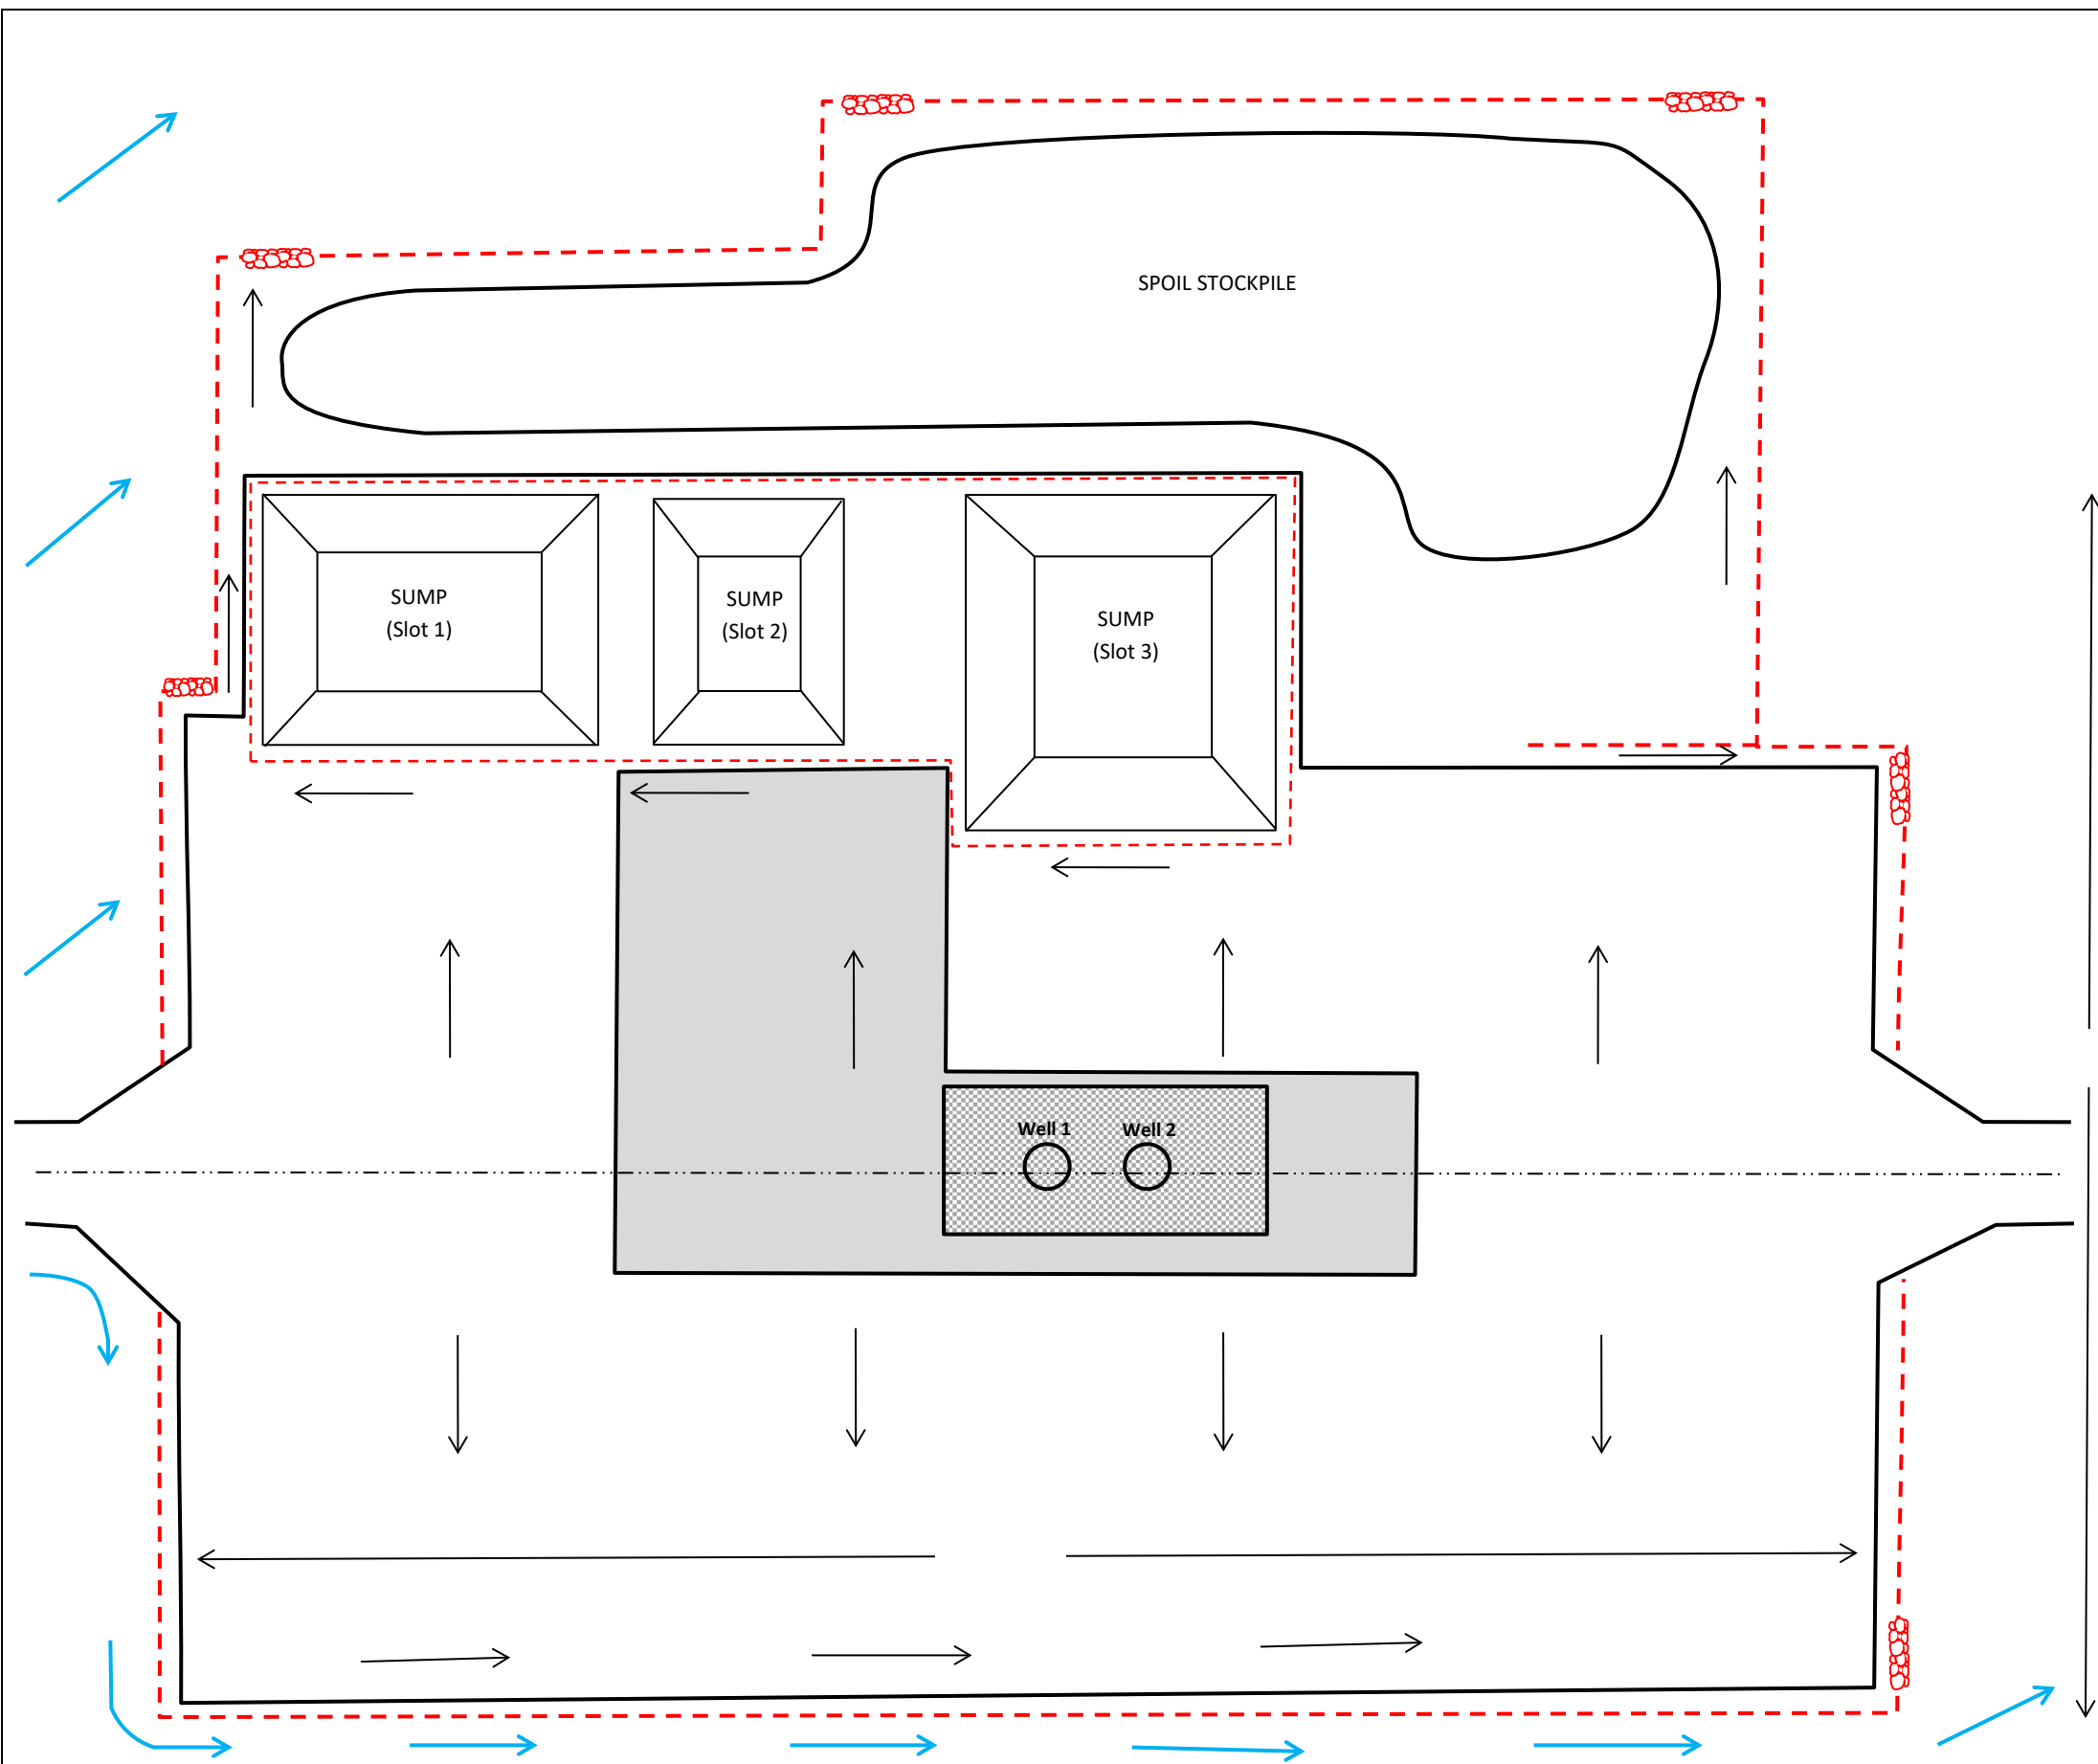 SPOIL STOCKPILE
SUMP
(Slot 1)
SUMP
(Slot 2)
SUMP
(Slot 3)
Well 1
Well 2